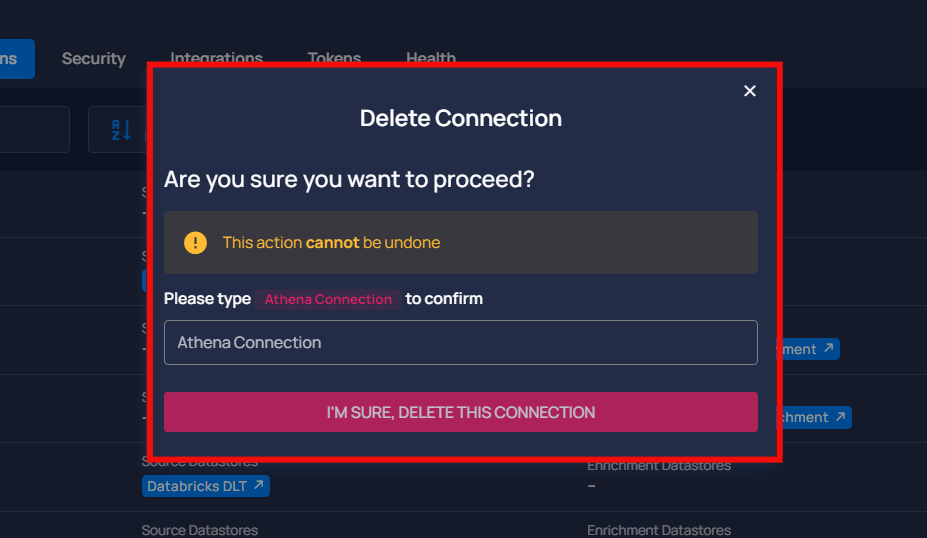 ns Security Integrations Tokens Health
Delete Connection
Are you sure you want to proceed?
This action cannot be undone
Please type Athena Connection to confirm
Athena Connection
ment
I'M SURE, DELETE THIS CONNECTION
chment
Source Datastores Enrichment Datastores
Databricks DLT –
Source Datastores Enrichment Datastores